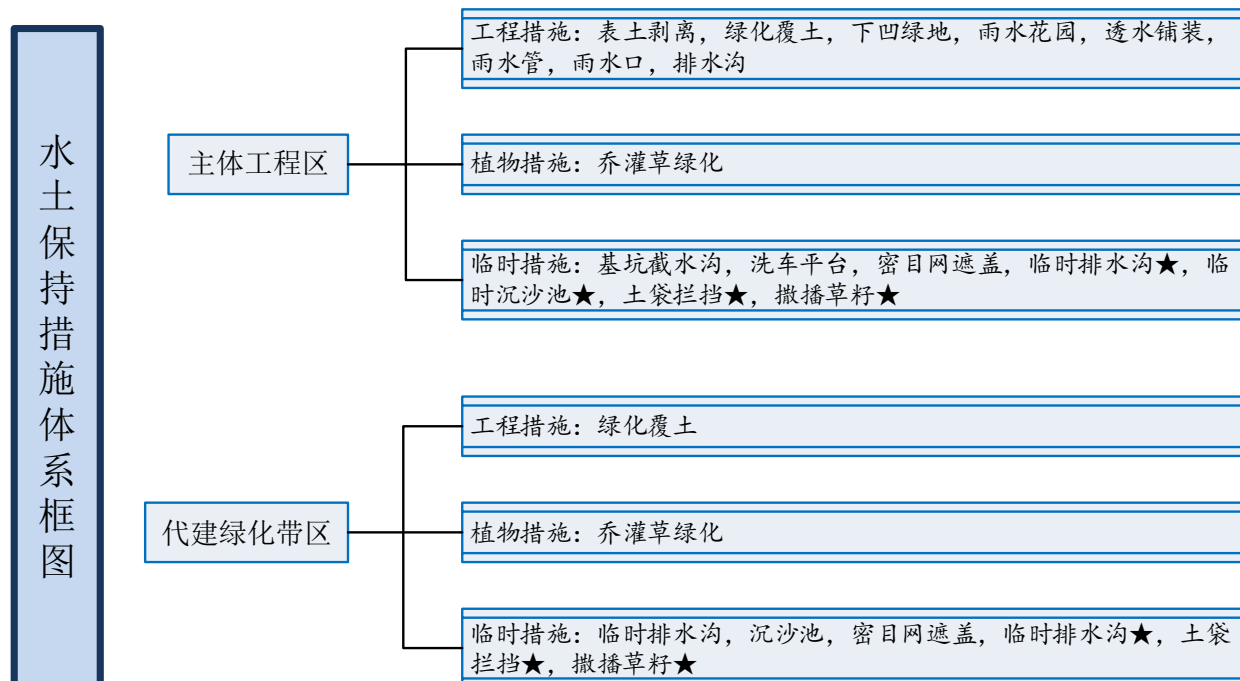 水土保持措施体系框图
主体工程区
工程措施：表土剥离，绿化覆土，下凹绿地，雨水花园，透水铺装，
雨水管，雨水口，排水沟
植物措施：乔灌草绿化
临时措施：基坑截水沟，洗车平台，密目网遮盖，临时排水沟★，临
时沉沙池★，土袋拦挡★，撒播草籽★
代建绿化带区
工程措施：绿化覆土
植物措施：乔灌草绿化
临时措施：临时排水沟，沉沙池，密目网遮盖，临时排水沟★，土袋
拦挡★，撒播草籽★